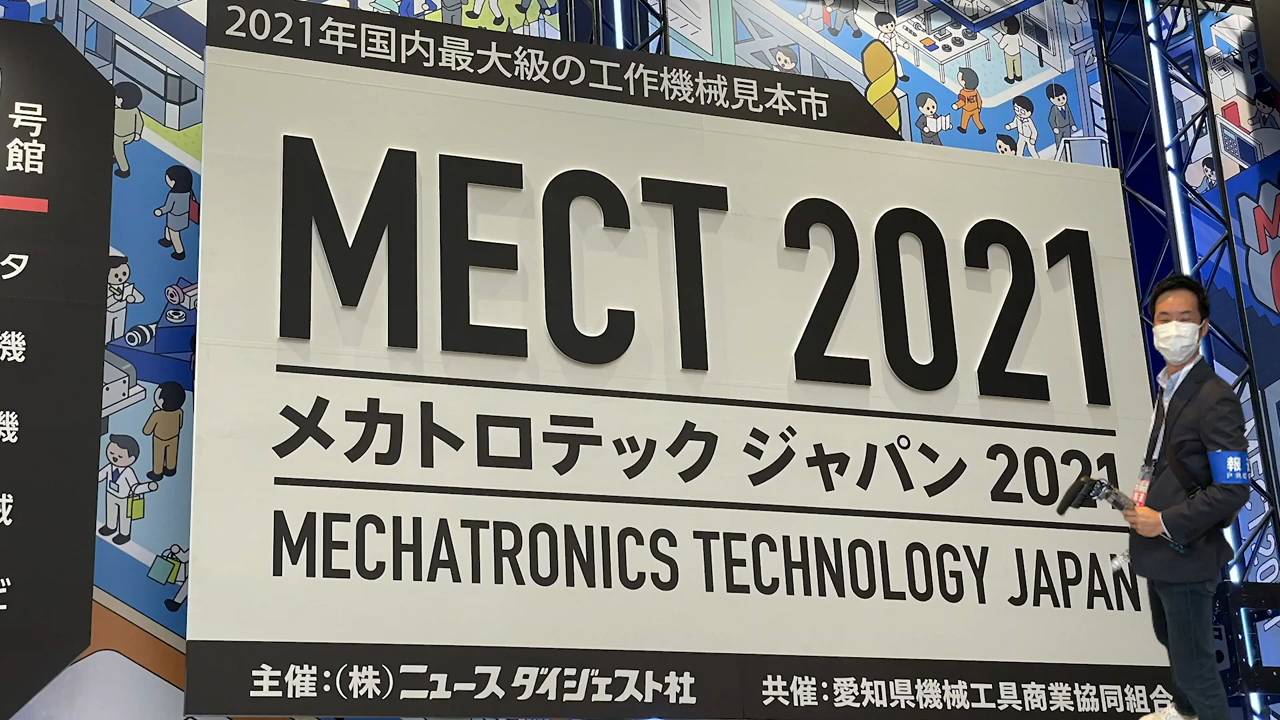 2021年国内最大級の工作機械見本市
MECT 2021
メカトロテック ジャパン 2021
MECHATRONICS TECHNOLOGY JAPAN
主催：（株）ニュースダイジェスト社
共催：愛知県機械工具商業協同組合
号館
タ
機
機
報